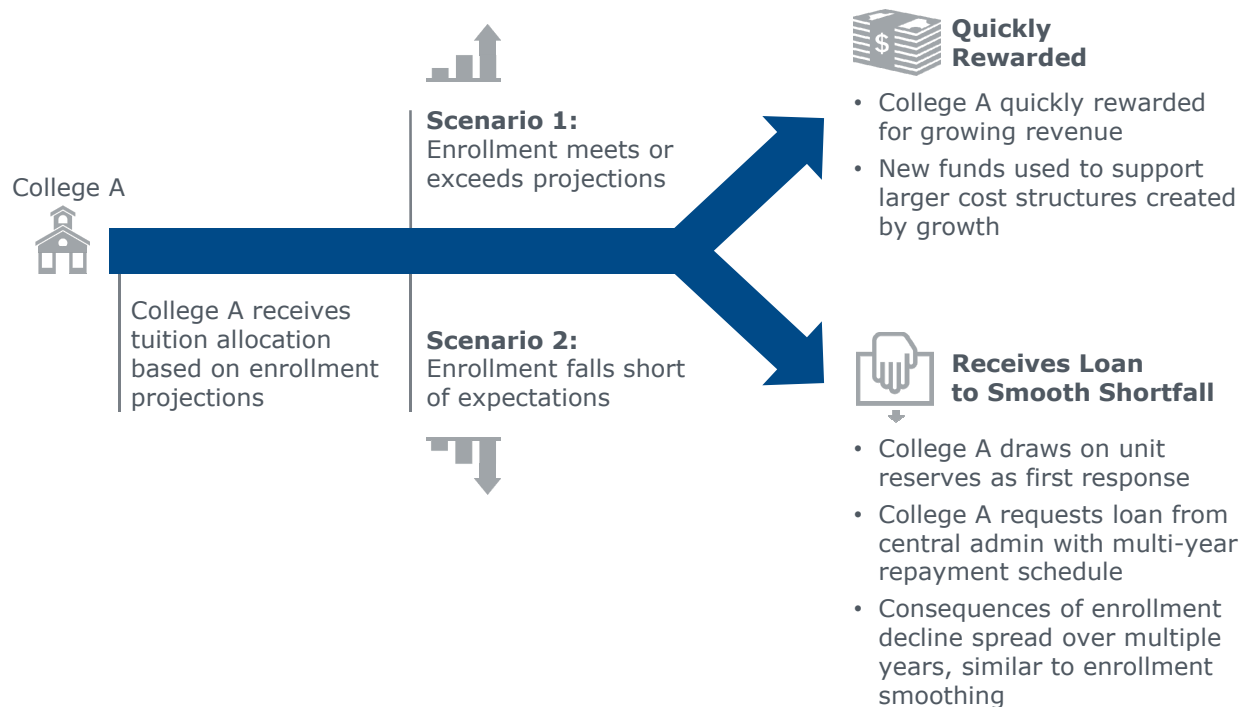 College A
College A receives
tuition allocation
based on enrollment
projections
Scenario 1:
Enrollment meets or
exceeds projections
Scenario 2:
Enrollment falls short
of expectations
$
Quickly
Rewarded
• College A quickly rewarded
for growing revenue
• New funds used to support
larger cost structures created
by growth
Receives Loan
to Smooth Shortfall
• College A draws on unit
reserves as first response
• College A requests loan from
central admin with multi-year
repayment schedule
• Consequences of enrollment
decline spread over multiple
years, similar to enrollment
smoothing